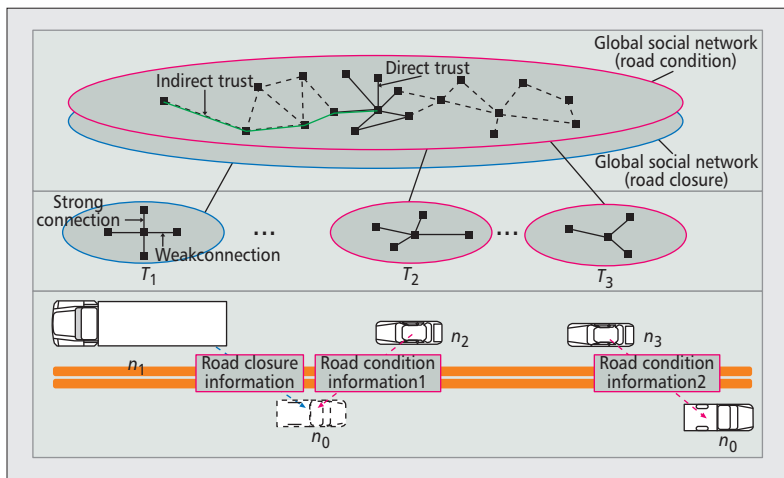 Global social network
(road condition)
Indirect trust
Direct trust
Global social network
(road closure)
Strong
connection
Weakconnection
...
...
T1
T2
T3
n1
n2
n3
Road closure
information
Road condition
information1
Road condition
information2
n0
n0